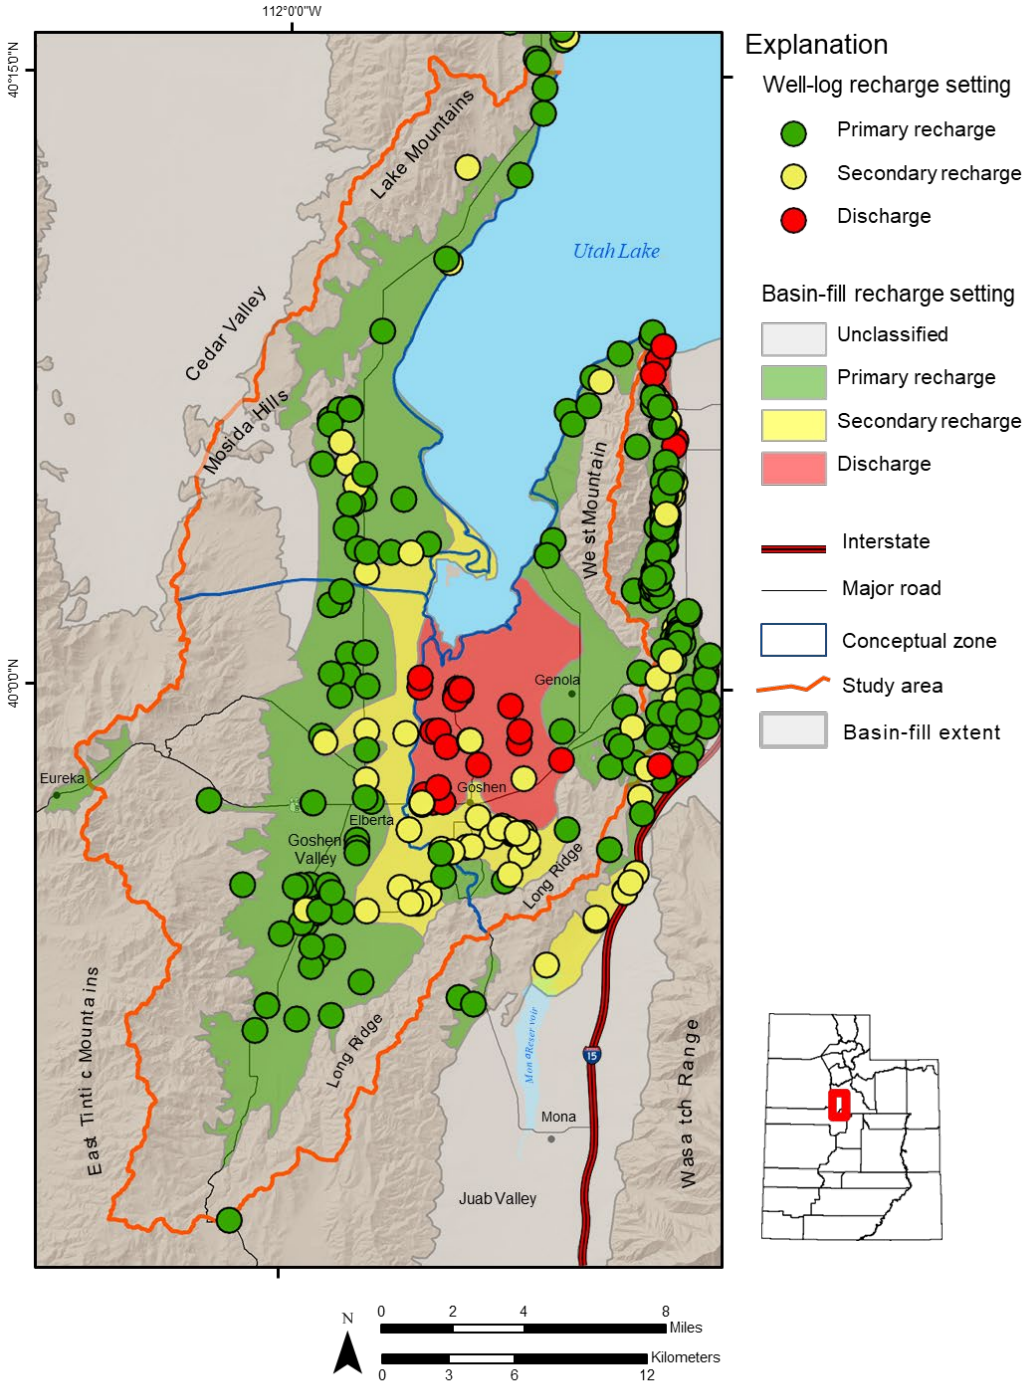 112°0'0"W
40°15'0"N
40°0'0"N
Lake Mountains
Utah Lake
Cedar Valley
Mosida Hills
West Mountain
Genola
Eureka
Goshen
Elberta
Goshen
Valley
Long Ridge
Long Ridge
East Tintic Mountains
Mona Reservoir
15
Mona
Juab Valley
Wasatch Range
Explanation
Well-log recharge setting
Primary recharge
Secondary recharge
Discharge
Basin-fill recharge setting
Unclassified
Primary recharge
Secondary recharge
Discharge
Interstate
Major road
Conceptual zone
Study area
Basin-fill extent
N
0 2 4 8
Miles
Kilometers
0 3 6 12